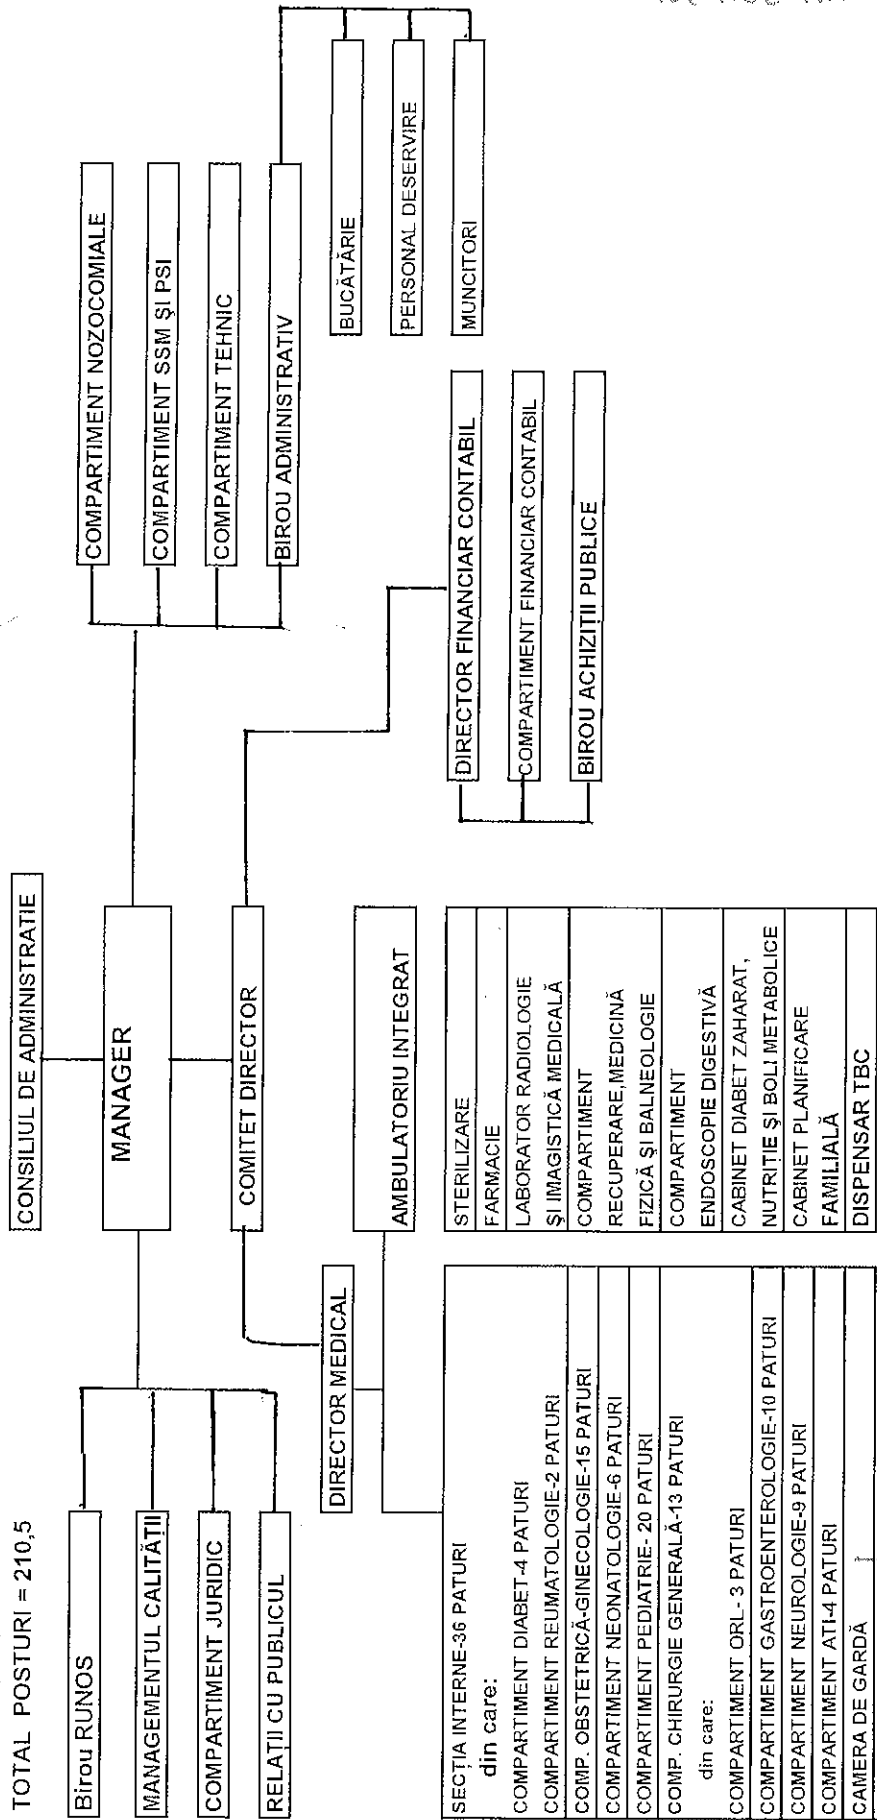 TOTAL POSTURI = 210,5
CONSILIUL DE ADMINISTRATIE
MANAGER
Birou RUNOS
MANAGEMENTUL CALITĂȚII
COMPARTIMENT JURIDIC
RELAȚII CU PUBLICUL
COMPARTIMENT NOZOCOMIALE
COMPARTIMENT SSM ŞI PSI
COMPARTIMENT TEHNIC
BIROU ADMINISTRATIV
BUCĂTĂRIE
PERSONAL DESERVIRE
MUNCITORI
COMITET DIRECTOR
DIRECTOR MEDICAL
AMBULATORIU INTEGRAT
DIRECTOR FINANCIAR CONTABIL
COMPARTIMENT FINANCIAR CONTABIL
BIROU ACHIZIȚII PUBLICE
SECȚIA INTERNE-36 PATURI
din care:
COMPARTIMENT DIABET-4 PATURI
COMPARTIMENT REUMATOLOGIE-2 PATURI
COMP. OBSTETRICĂ-GINECOLOGIE-15 PATURI
COMPARTIMENT NEONATOLOGIE-6 PATURI
COMPARTIMENT PEDIATRIE- 20 PATURI
COMP. CHIRURGIE GENERALĂ-13 PATURI
din care:
COMPARTIMENT ORL- 3 PATURI
COMPARTIMENT GASTROENTEROLOGIE-10 PATURI
COMPARTIMENT NEUROLOGIE-9 PATURI
COMPARTIMENT ATI-4 PATURI
CAMERA DE GARDĂ
STERILIZARE
FARMACIE
LABORATOR RADIOLOGIE
ŞI IMAGISTICĂ MEDICALĂ
COMPARTIMENT
RECUPERARE,MEDICINĂ
FIZICĂ ŞI BALNEOLOGIE
COMPARTIMENT
ENDOSCOPIE DIGESTIVĂ
CABINET DIABET ZAHARAT,
NUTRIȚIE ŞI BOLI METABOLICE
CABINET PLANIFICARE
FAMILIALĂ
DISPENSAR TBC